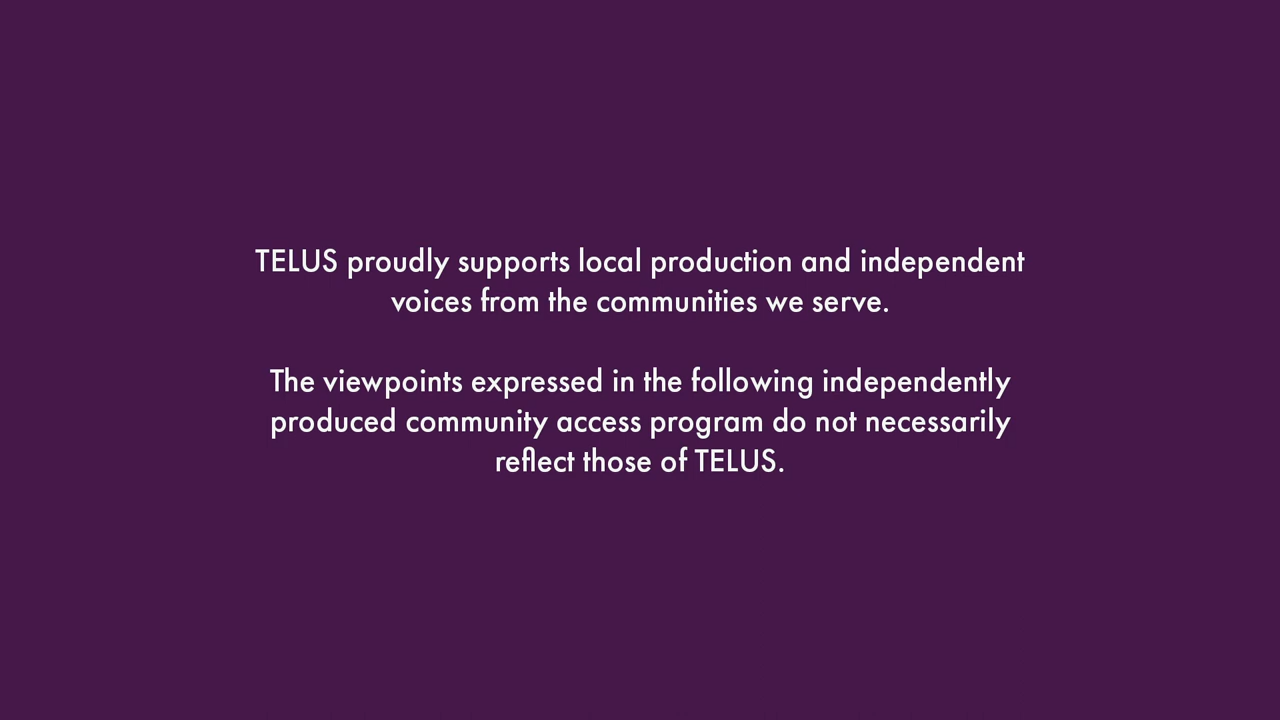 TELUS proudly supports local production and independent
voices from the communities we serve.
The viewpoints expressed in the following independently
produced community access program do not necessarily
reflect those of TELUS.